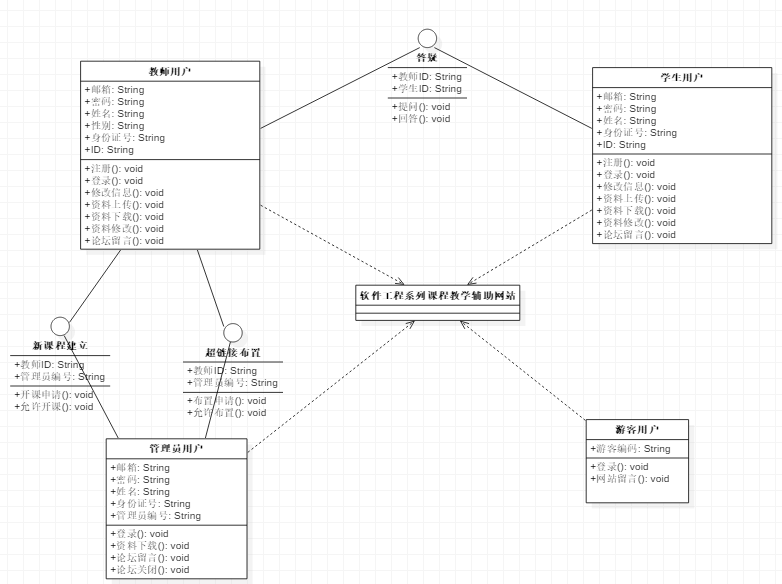 答疑
+教师ID: String
+学生ID: String
+提问(): void
+回答(): void
教师用户
+邮箱: String
+密码: String
+姓名: String
+性别: String
+身份证号: String
+ID: String
+注册(): void
+登录(): void
+修改信息(): void
+资料上传(): void
+资料下载(): void
+资料修改(): void
+论坛留言(): void
学生用户
+邮箱: String
+密码: String
+姓名: String
+身份证号: String
+ID: String
+注册(): void
+登录(): void
+修改信息(): void
+资料上传(): void
+资料下载(): void
+资料修改(): void
+论坛留言(): void
软件工程系列课程教学辅助网站
新课程建立
+教师ID: String
+管理员编号: String
+开课申请(): void
+允许开课(): void
超链接布置
+教师ID: String
+管理员编号: String
+布置申请(): void
+允许布置(): void
管理员用户
+邮箱: String
+密码: String
+姓名: String
+身份证号: String
+管理员编号: String
+登录(): void
+资料下载(): void
+论坛留言(): void
+论坛关闭(): void
游客用户
+游客编码: String
+登录(): void
+网站留言(): void